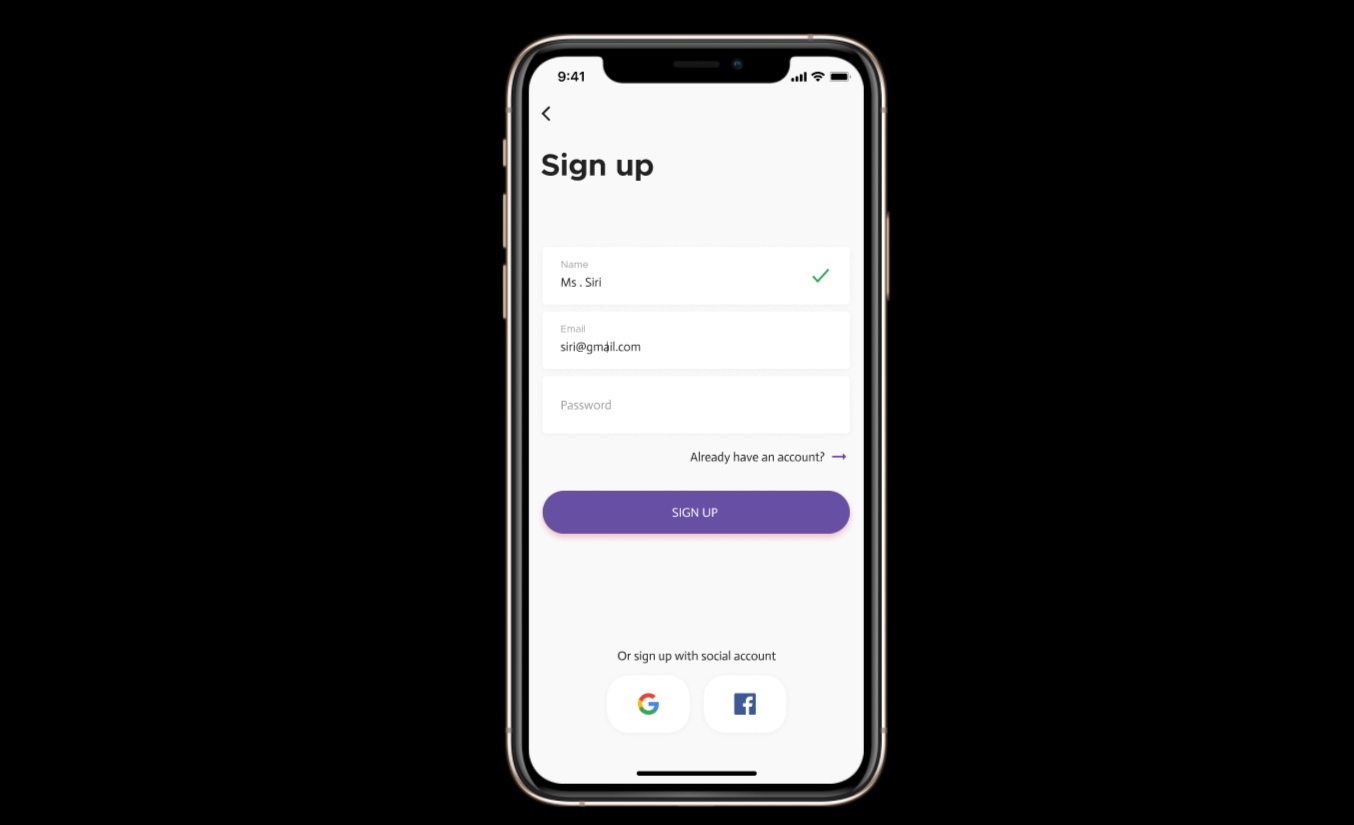 9:41
Sign up
Name
Ms . Siri
Email
siri@gmail.com
Password
Already have an account?
SIGN UP
Or sign up with social account